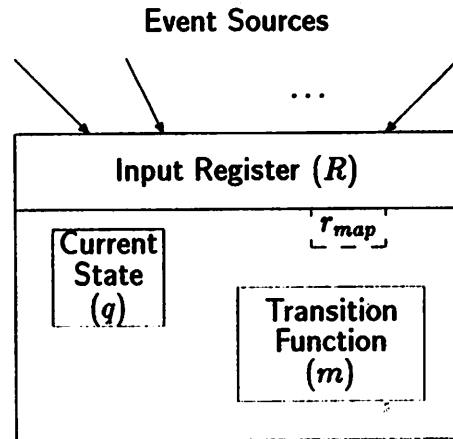 Event Sources
...
Input Register (R)
r_map
Current
State
(q)
Transition
Function
(m)